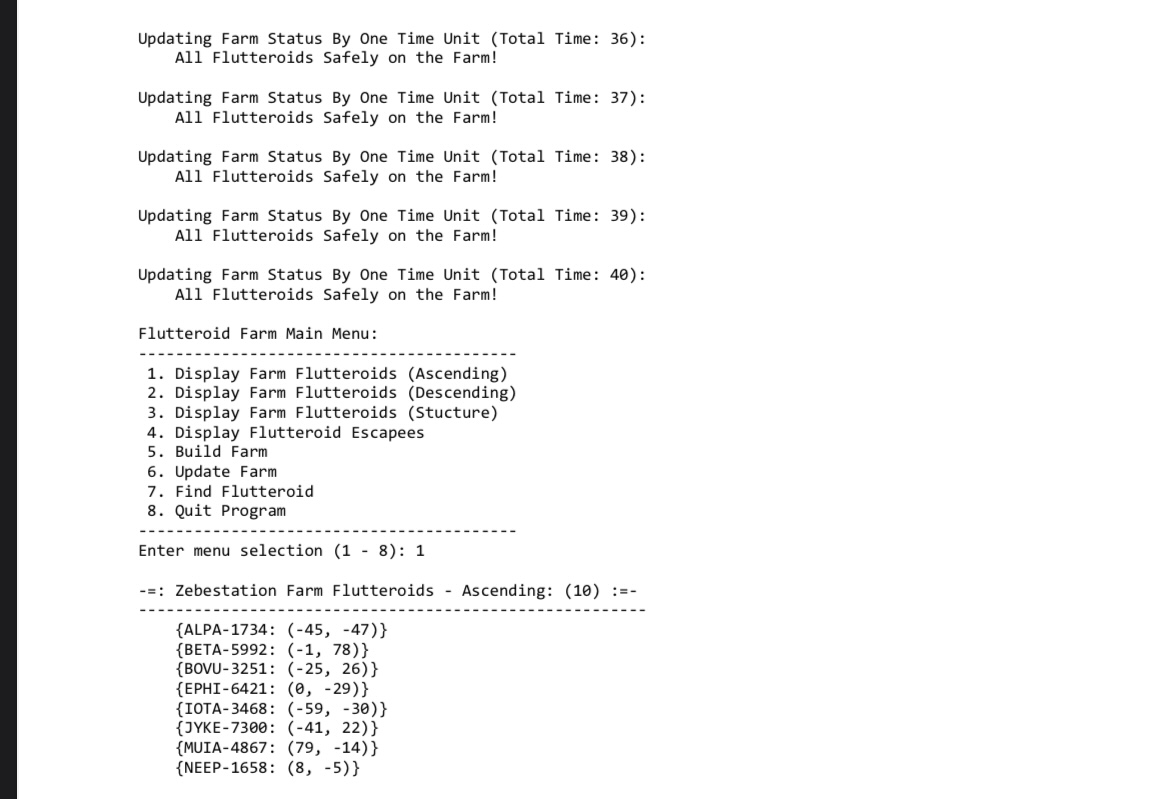 Updating Farm Status By One Time Unit (Total Time: 36):
All Flutteroids Safely on the Farm!
Updating Farm Status By One Time Unit (Total Time: 37):
All Flutteroids Safely on the Farm!
Updating Farm Status By One Time Unit (Total Time: 38):
All Flutteroids Safely on the Farm!
Updating Farm Status By One Time Unit (Total Time: 39):
All Flutteroids Safely on the Farm!
Updating Farm Status By One Time Unit (Total Time: 40):
All Flutteroids Safely on the Farm!
Flutteroid Farm Main Menu:
-----------------------------------------
1. Display Farm Flutteroids (Ascending)
2. Display Farm Flutteroids (Descending)
3. Display Farm Flutteroids (Stucture)
4. Display Flutteroid Escapees
5. Build Farm
6. Update Farm
7. Find Flutteroid
8. Quit Program
-----------------------------------------
Enter menu selection (1 - 8): 1
-=: Zebestation Farm Flutteroids - Ascending: (10) :=-
-------------------------------------------------------
{ALPA-1734: (-45, -47)}
{BETA-5992: (-1, 78)}
{BOVU-3251: (-25, 26)}
{EPHI-6421: (0, -29)}
{IOTA-3468: (-59, -30)}
{JYKE-7300: (-41, 22)}
{MUIA-4867: (79, -14)}
{NEEP-1658: (8, -5)}